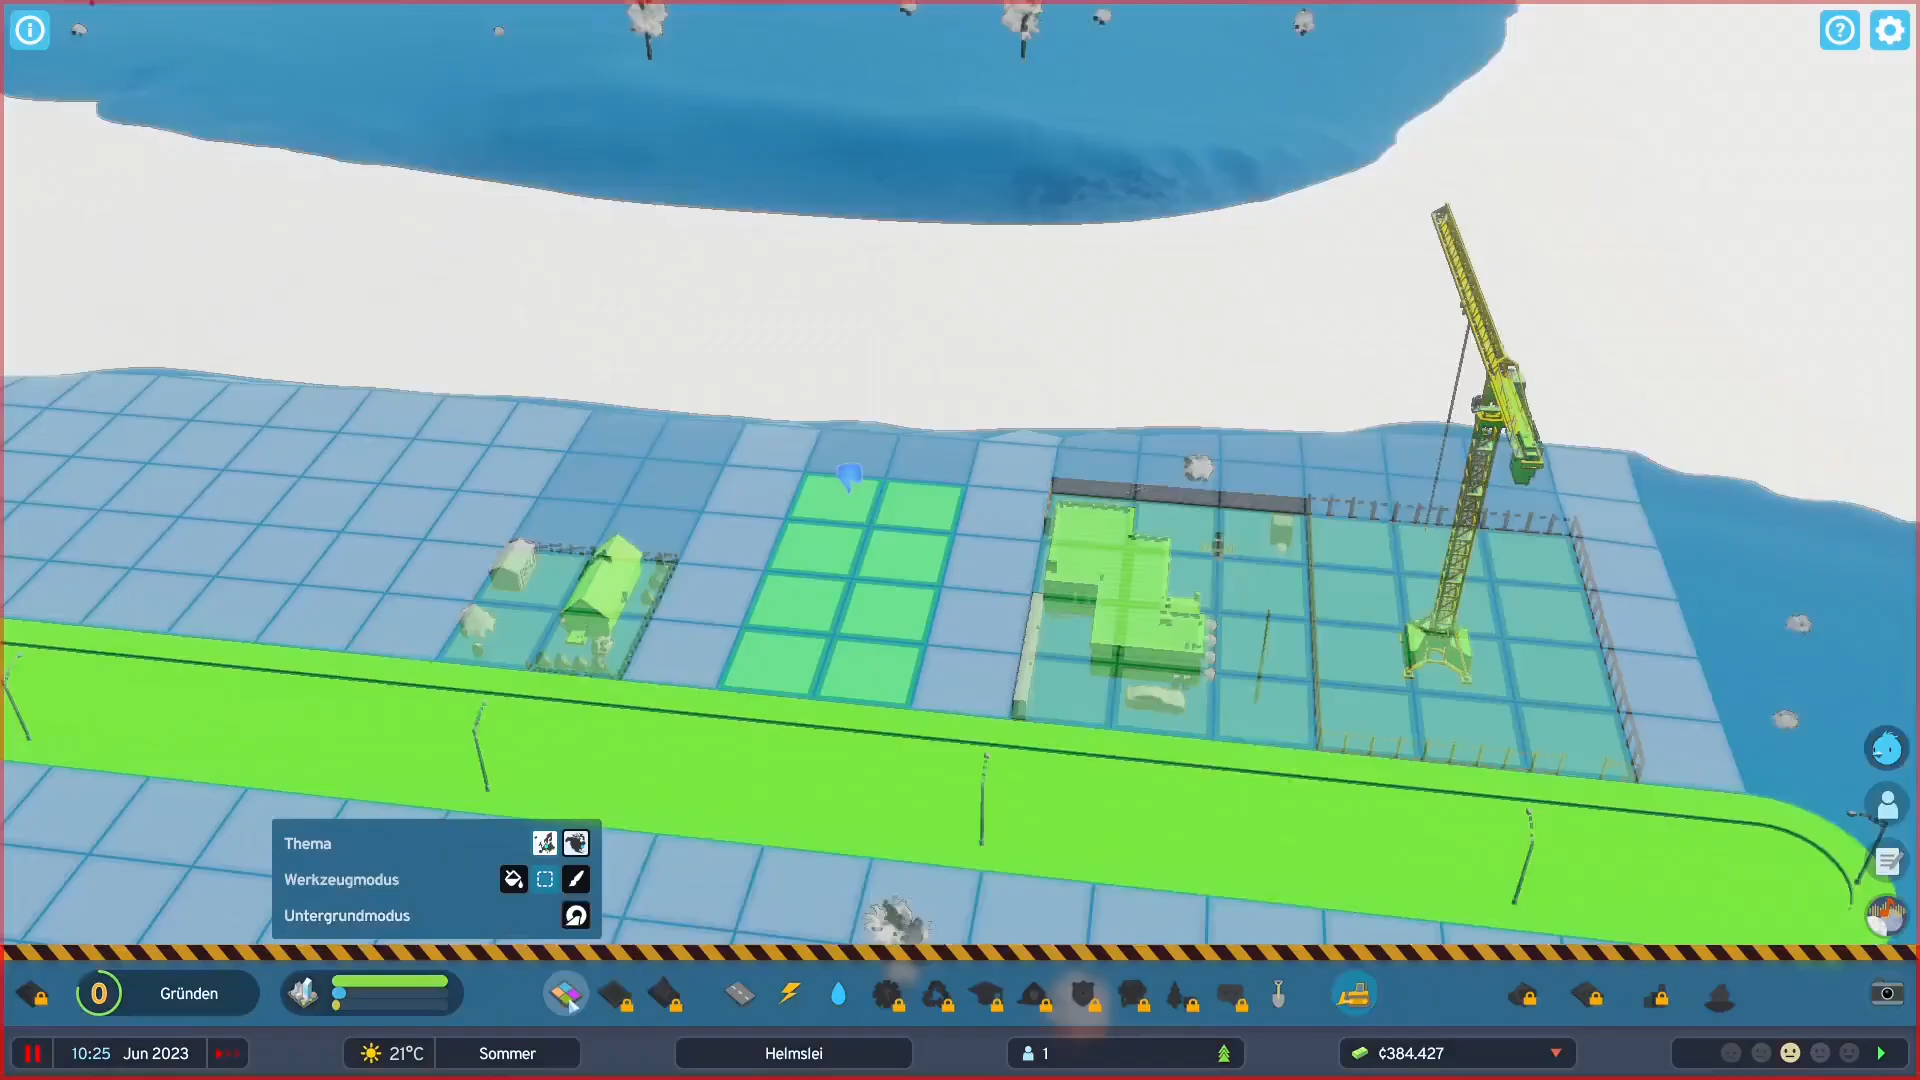 Thema
Werkzeugmodus
Untergrundmodus
0
Gründen
10:25 Jun 2023
21°C
Sommer
Helmslei
1
₵384.427